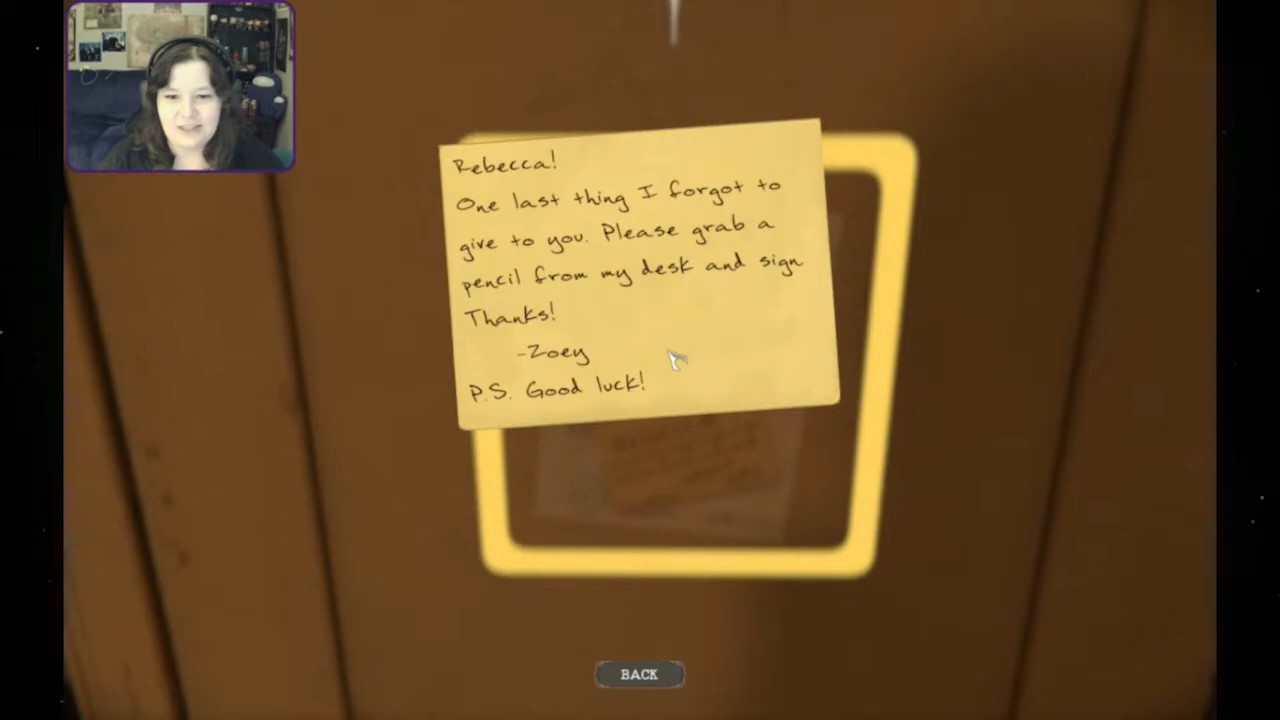 Rebecca!
One last thing I forgot to
give to you. Please grab a
pencil from my desk and sign
Thanks!
-Zoey
P.S. Good luck!
BACK